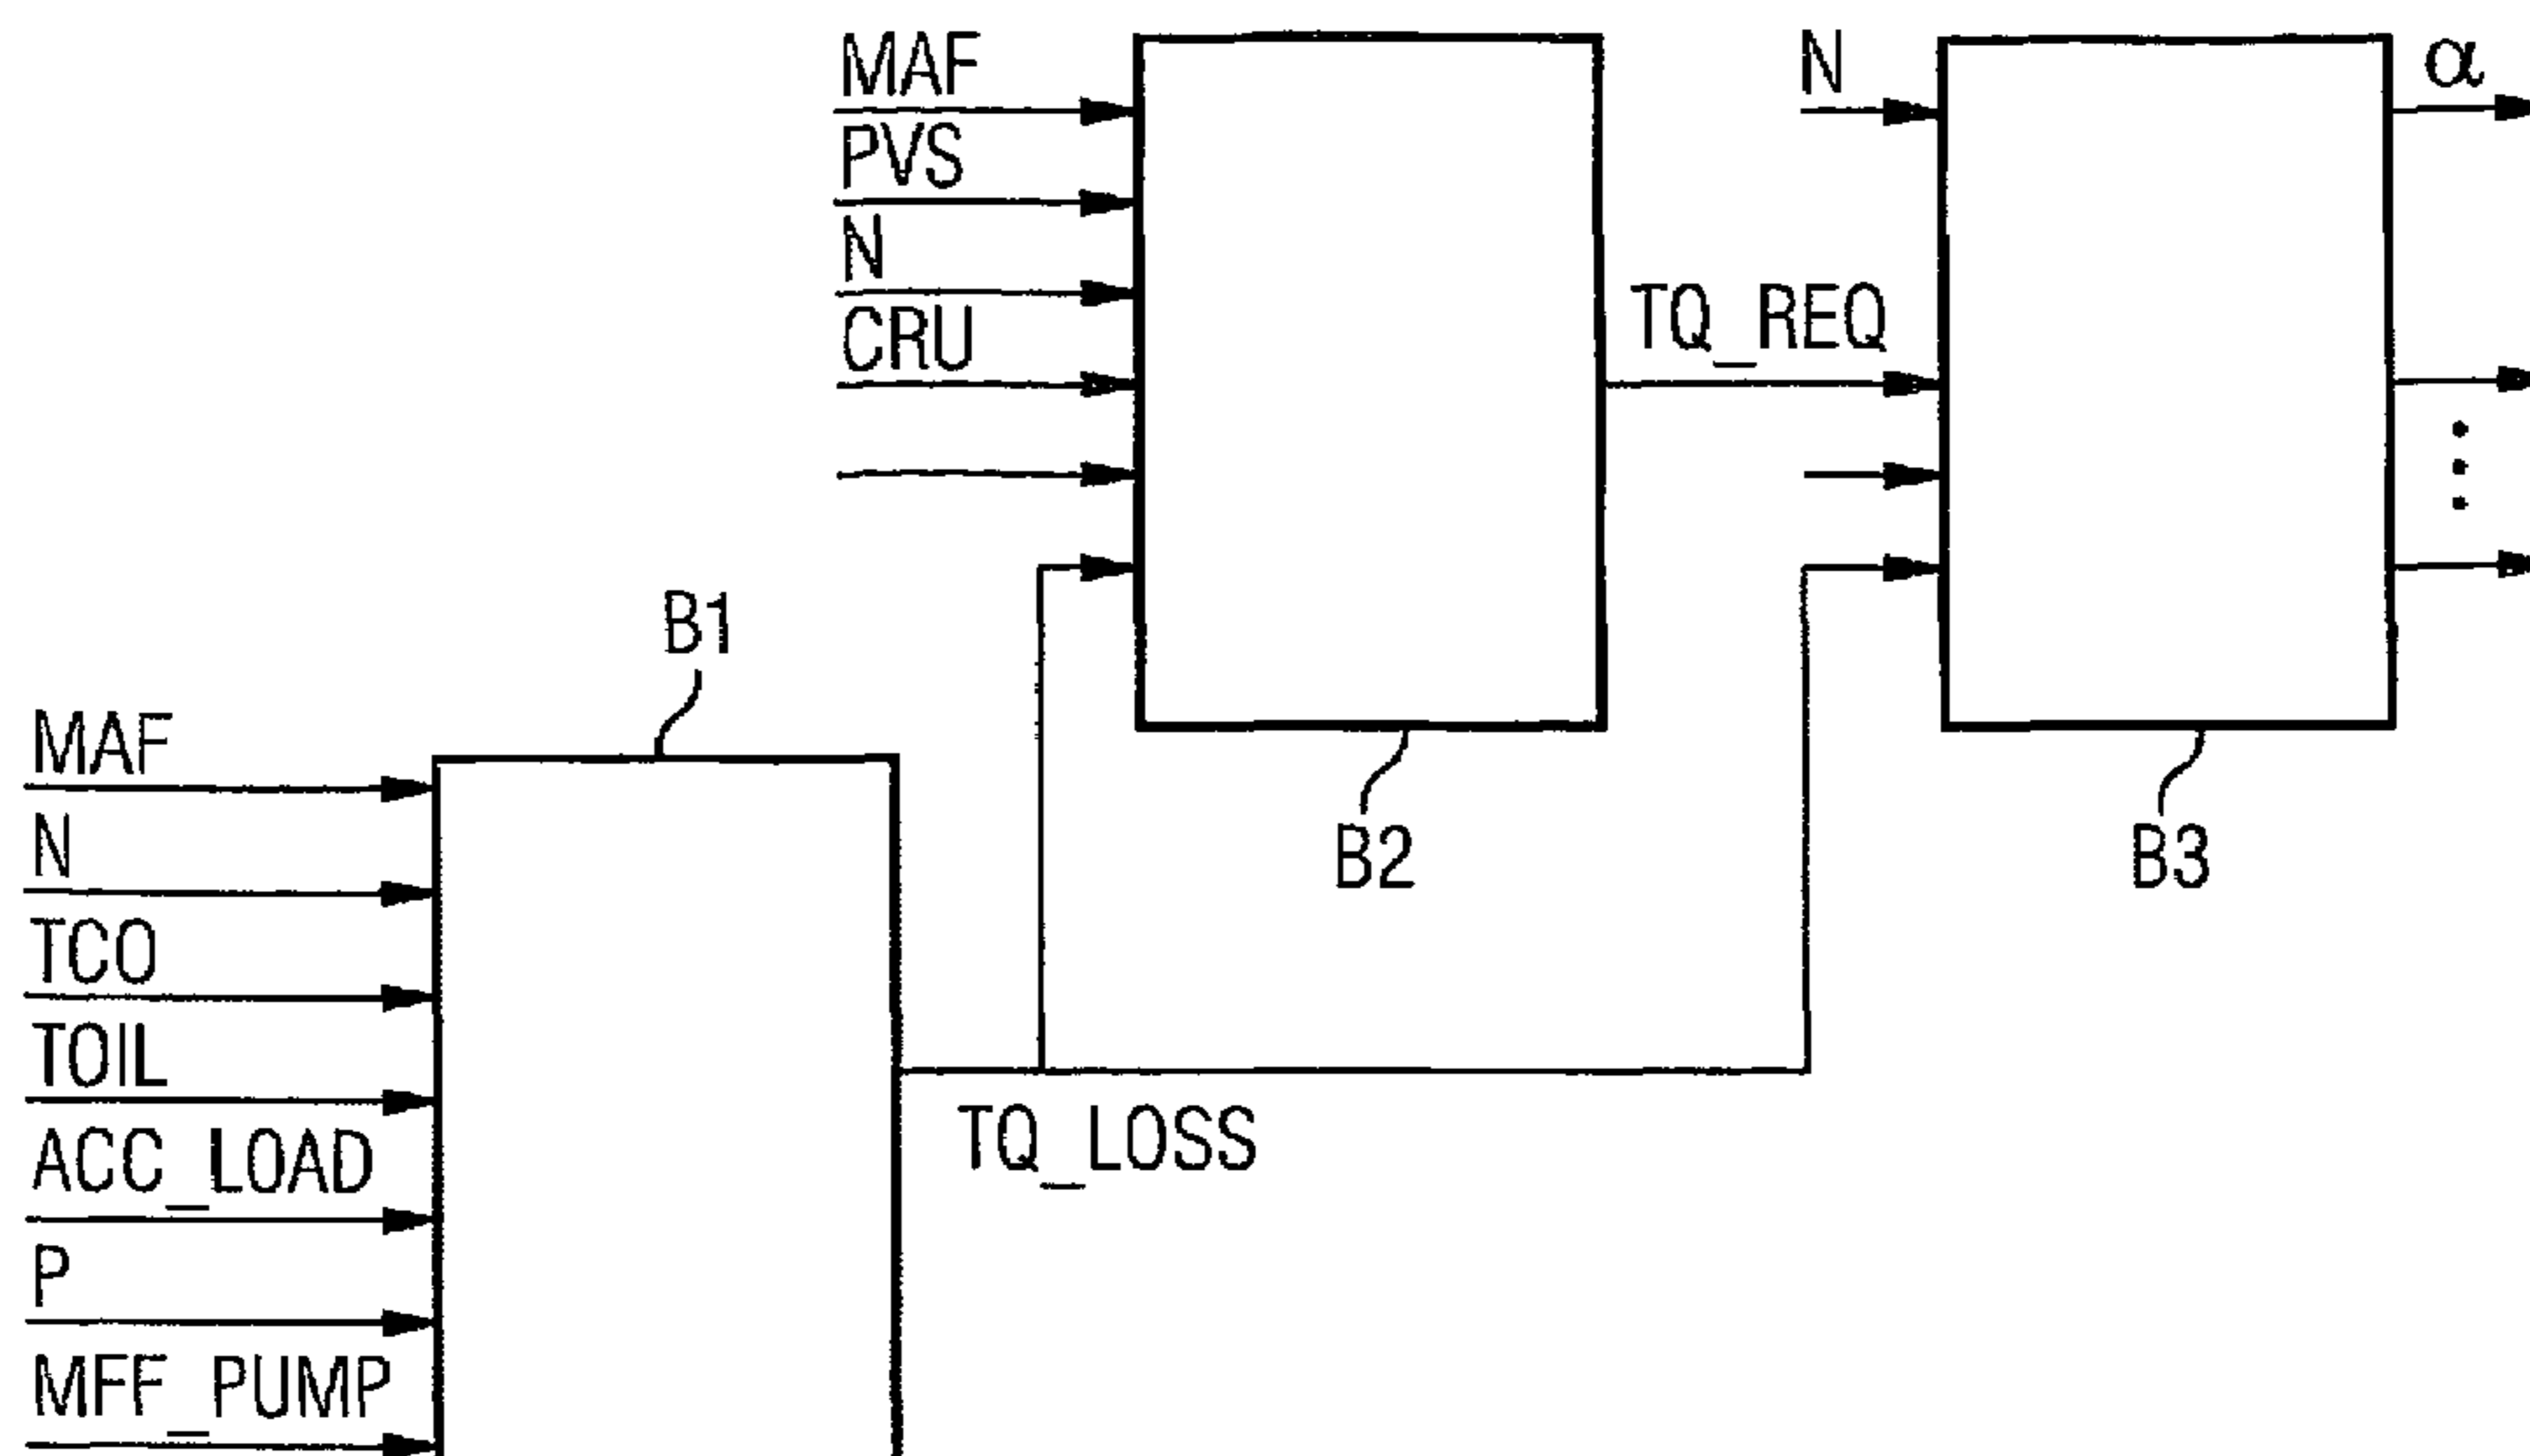 MAF
PVS
N
CRU
TQ_REQ
N
α
B2
B3
B1
MAF
N
TCO
TOIL
ACC_LOAD
P
MFF_PUMP
TQ_LOSS